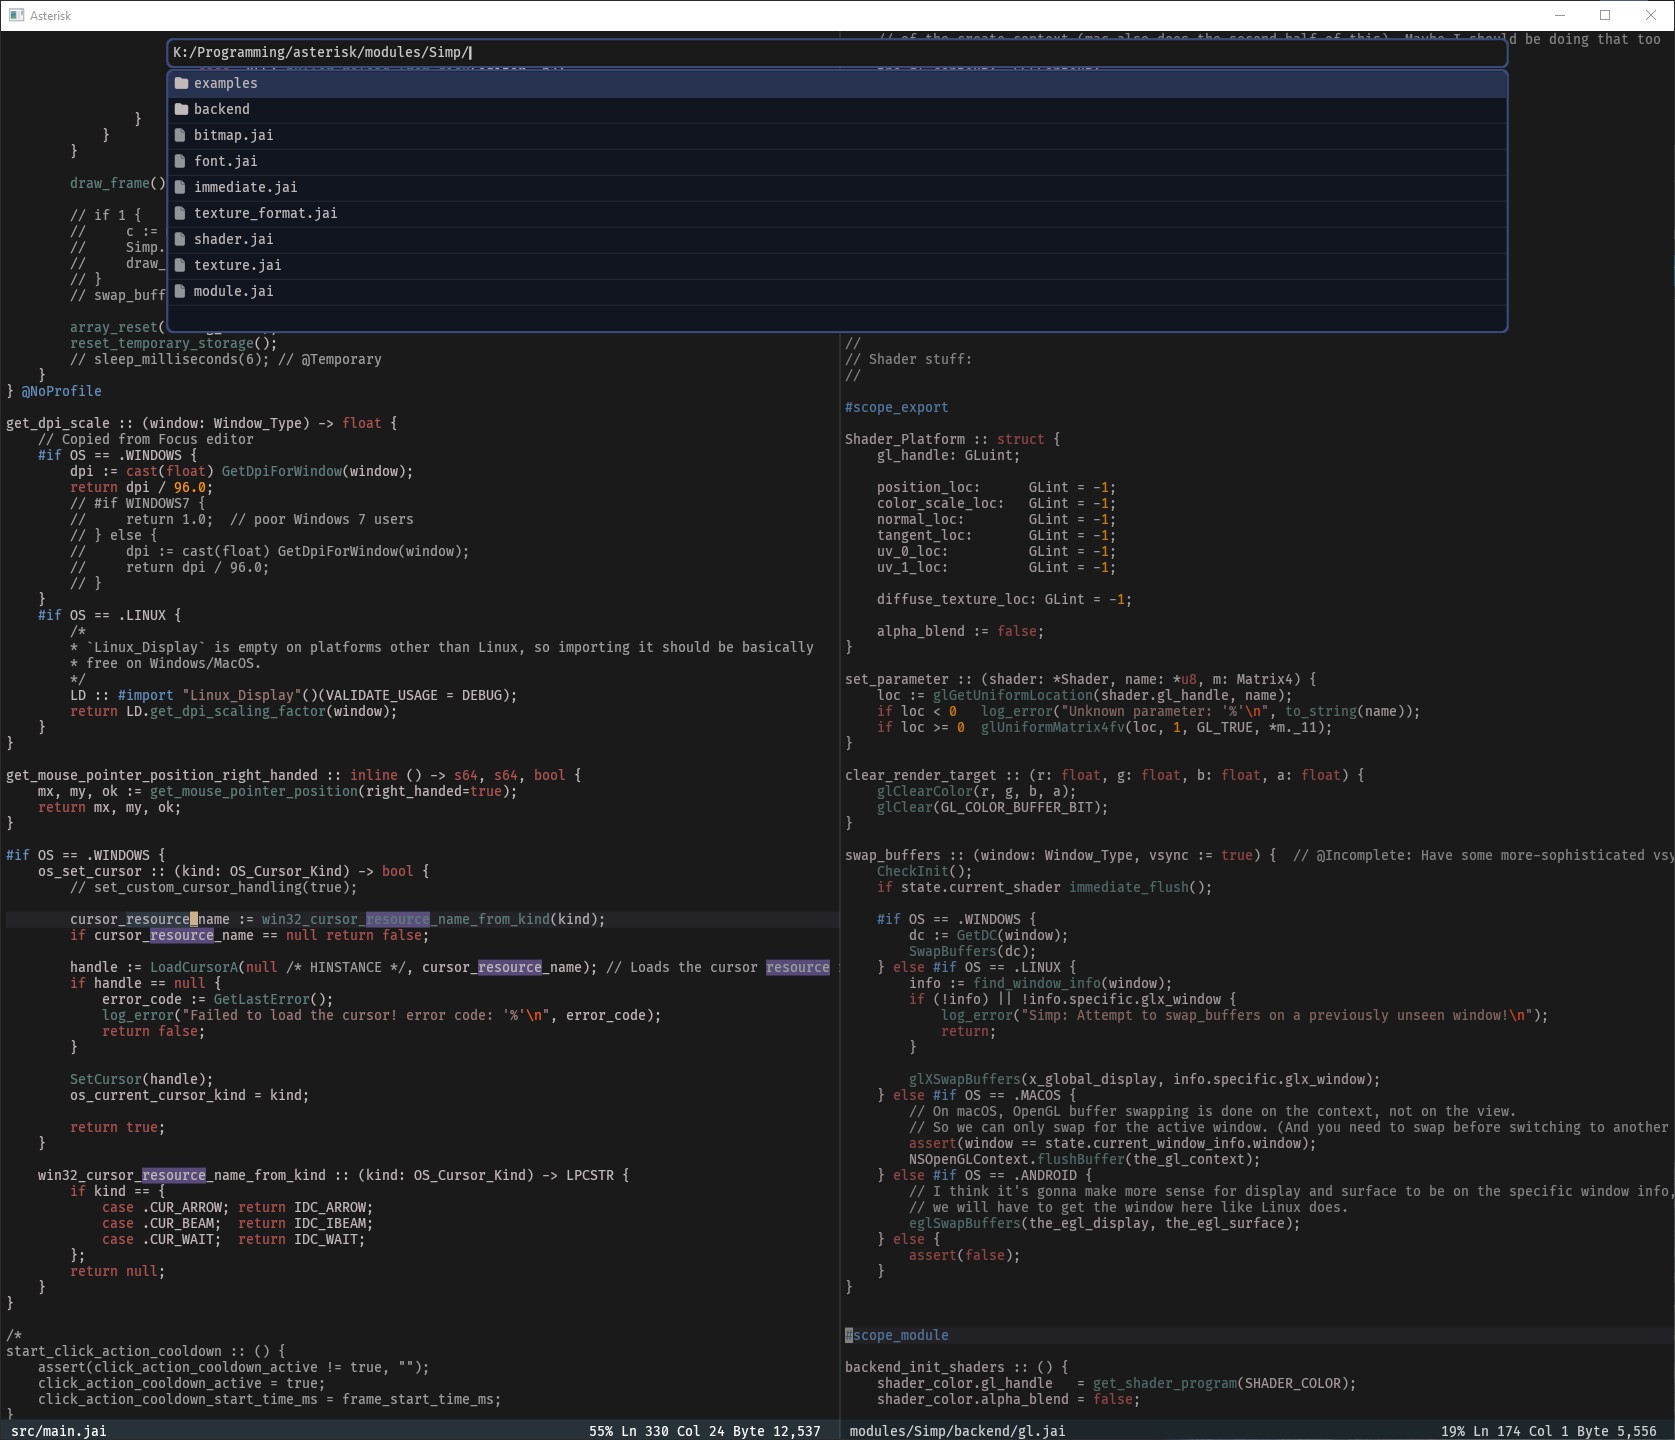 Asterisk
K:/Programming/asterisk/modules/Simp/
examples
backend
bitmap.jai
font.jai
immediate.jai
texture_format.jai
shader.jai
texture.jai
module.jai
}
}
}
draw_frame()
// if 1 {
//     c :=
//     Simp.
//     draw_
// }
// swap_buff
array_reset(
reset_temporary_storage();
// sleep_milliseconds(6); // @Temporary
}
} @NoProfile
get_dpi_scale :: (window: Window_Type) -> float {
// Copied from Focus editor
#if OS == .WINDOWS {
dpi := cast(float) GetDpiForWindow(window);
return dpi / 96.0;
// #if WINDOWS7 {
//     return 1.0;  // poor Windows 7 users
// } else {
//     dpi := cast(float) GetDpiForWindow(window);
//     return dpi / 96.0;
// }
}
#if OS == .LINUX {
/*
* `Linux_Display` is empty on platforms other than Linux, so importing it should be basically
* free on Windows/MacOS.
*/
LD :: #import "Linux_Display"()(VALIDATE_USAGE = DEBUG);
return LD.get_dpi_scaling_factor(window);
}
}
get_mouse_pointer_position_right_handed :: inline () -> s64, s64, bool {
mx, my, ok := get_mouse_pointer_position(right_handed=true);
return mx, my, ok;
}
#if OS == .WINDOWS {
os_set_cursor :: (kind: OS_Cursor_Kind) -> bool {
// set_custom_cursor_handling(true);
cursor_resource_name := win32_cursor_resource_name_from_kind(kind);
if cursor_resource_name == null return false;
handle := LoadCursorA(null /* HINSTANCE */, cursor_resource_name); // Loads the cursor resource
if handle == null {
error_code := GetLastError();
log_error("Failed to load the cursor! error code: '%'\n", error_code);
return false;
}
SetCursor(handle);
os_current_cursor_kind = kind;
return true;
}
win32_cursor_resource_name_from_kind :: (kind: OS_Cursor_Kind) -> LPCSTR {
if kind == {
case .CUR_ARROW; return IDC_ARROW;
case .CUR_BEAM;  return IDC_IBEAM;
case .CUR_WAIT;  return IDC_WAIT;
};
return null;
}
}
/*
start_click_action_cooldown :: () {
assert(click_action_cooldown_active != true, "");
click_action_cooldown_active = true;
click_action_cooldown_start_time_ms = frame_start_time_ms;
}
src/main.jai 55% Ln 330 Col 24 Byte 12,537
be doing that too
//
// Shader stuff:
//
#scope_export
Shader_Platform :: struct {
gl_handle: GLuint;
position_loc:      GLint = -1;
color_scale_loc:   GLint = -1;
normal_loc:        GLint = -1;
tangent_loc:       GLint = -1;
uv_0_loc:          GLint = -1;
uv_1_loc:          GLint = -1;
diffuse_texture_loc: GLint = -1;
alpha_blend := false;
}
set_parameter :: (shader: *Shader, name: *u8, m: Matrix4) {
loc := glGetUniformLocation(shader.gl_handle, name);
if loc < 0   log_error("Unknown parameter: '%'\n", to_string(name));
if loc >= 0  glUniformMatrix4fv(loc, 1, GL_TRUE, *m._11);
}
clear_render_target :: (r: float, g: float, b: float, a: float) {
glClearColor(r, g, b, a);
glClear(GL_COLOR_BUFFER_BIT);
}
swap_buffers :: (window: Window_Type, vsync := true) {  // @Incomplete: Have some more-sophisticated vsy
CheckInit();
if state.current_shader immediate_flush();
#if OS == .WINDOWS {
dc := GetDC(window);
SwapBuffers(dc);
} else #if OS == .LINUX {
info := find_window_info(window);
if (!info) || !info.specific.glx_window {
log_error("Simp: Attempt to swap_buffers on a previously unseen window!\n");
return;
}
glXSwapBuffers(x_global_display, info.specific.glx_window);
} else #if OS == .MACOS {
// On macOS, OpenGL buffer swapping is done on the context, not on the view.
// So we can only swap for the active window. (And you need to swap before switching to another
assert(window == state.current_window_info.window);
NSOpenGLContext.flushBuffer(the_gl_context);
} else #if OS == .ANDROID {
// I think it's gonna make more sense for display and surface to be on the specific window info,
// we will have to get the window here like Linux does.
eglSwapBuffers(the_egl_display, the_egl_surface);
} else {
assert(false);
}
}
#scope_module
backend_init_shaders :: () {
shader_color.gl_handle   = get_shader_program(SHADER_COLOR);
shader_color.alpha_blend = false;
modules/Simp/backend/gl.jai 19% Ln 174 Col 1 Byte 5,556